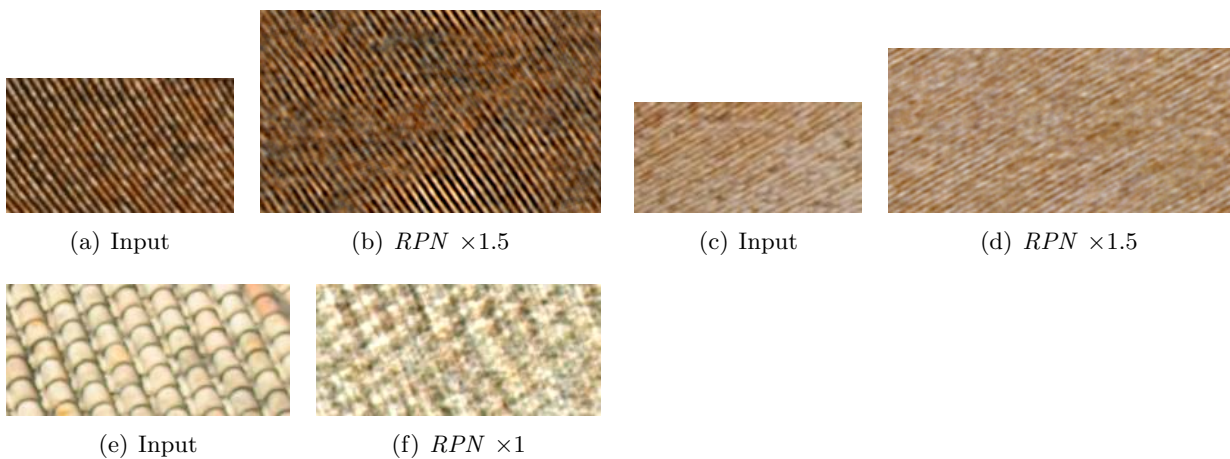 (a) Input
(b) RPN ×1.5
(c) Input
(d) RPN ×1.5
(e) Input
(f) RPN ×1